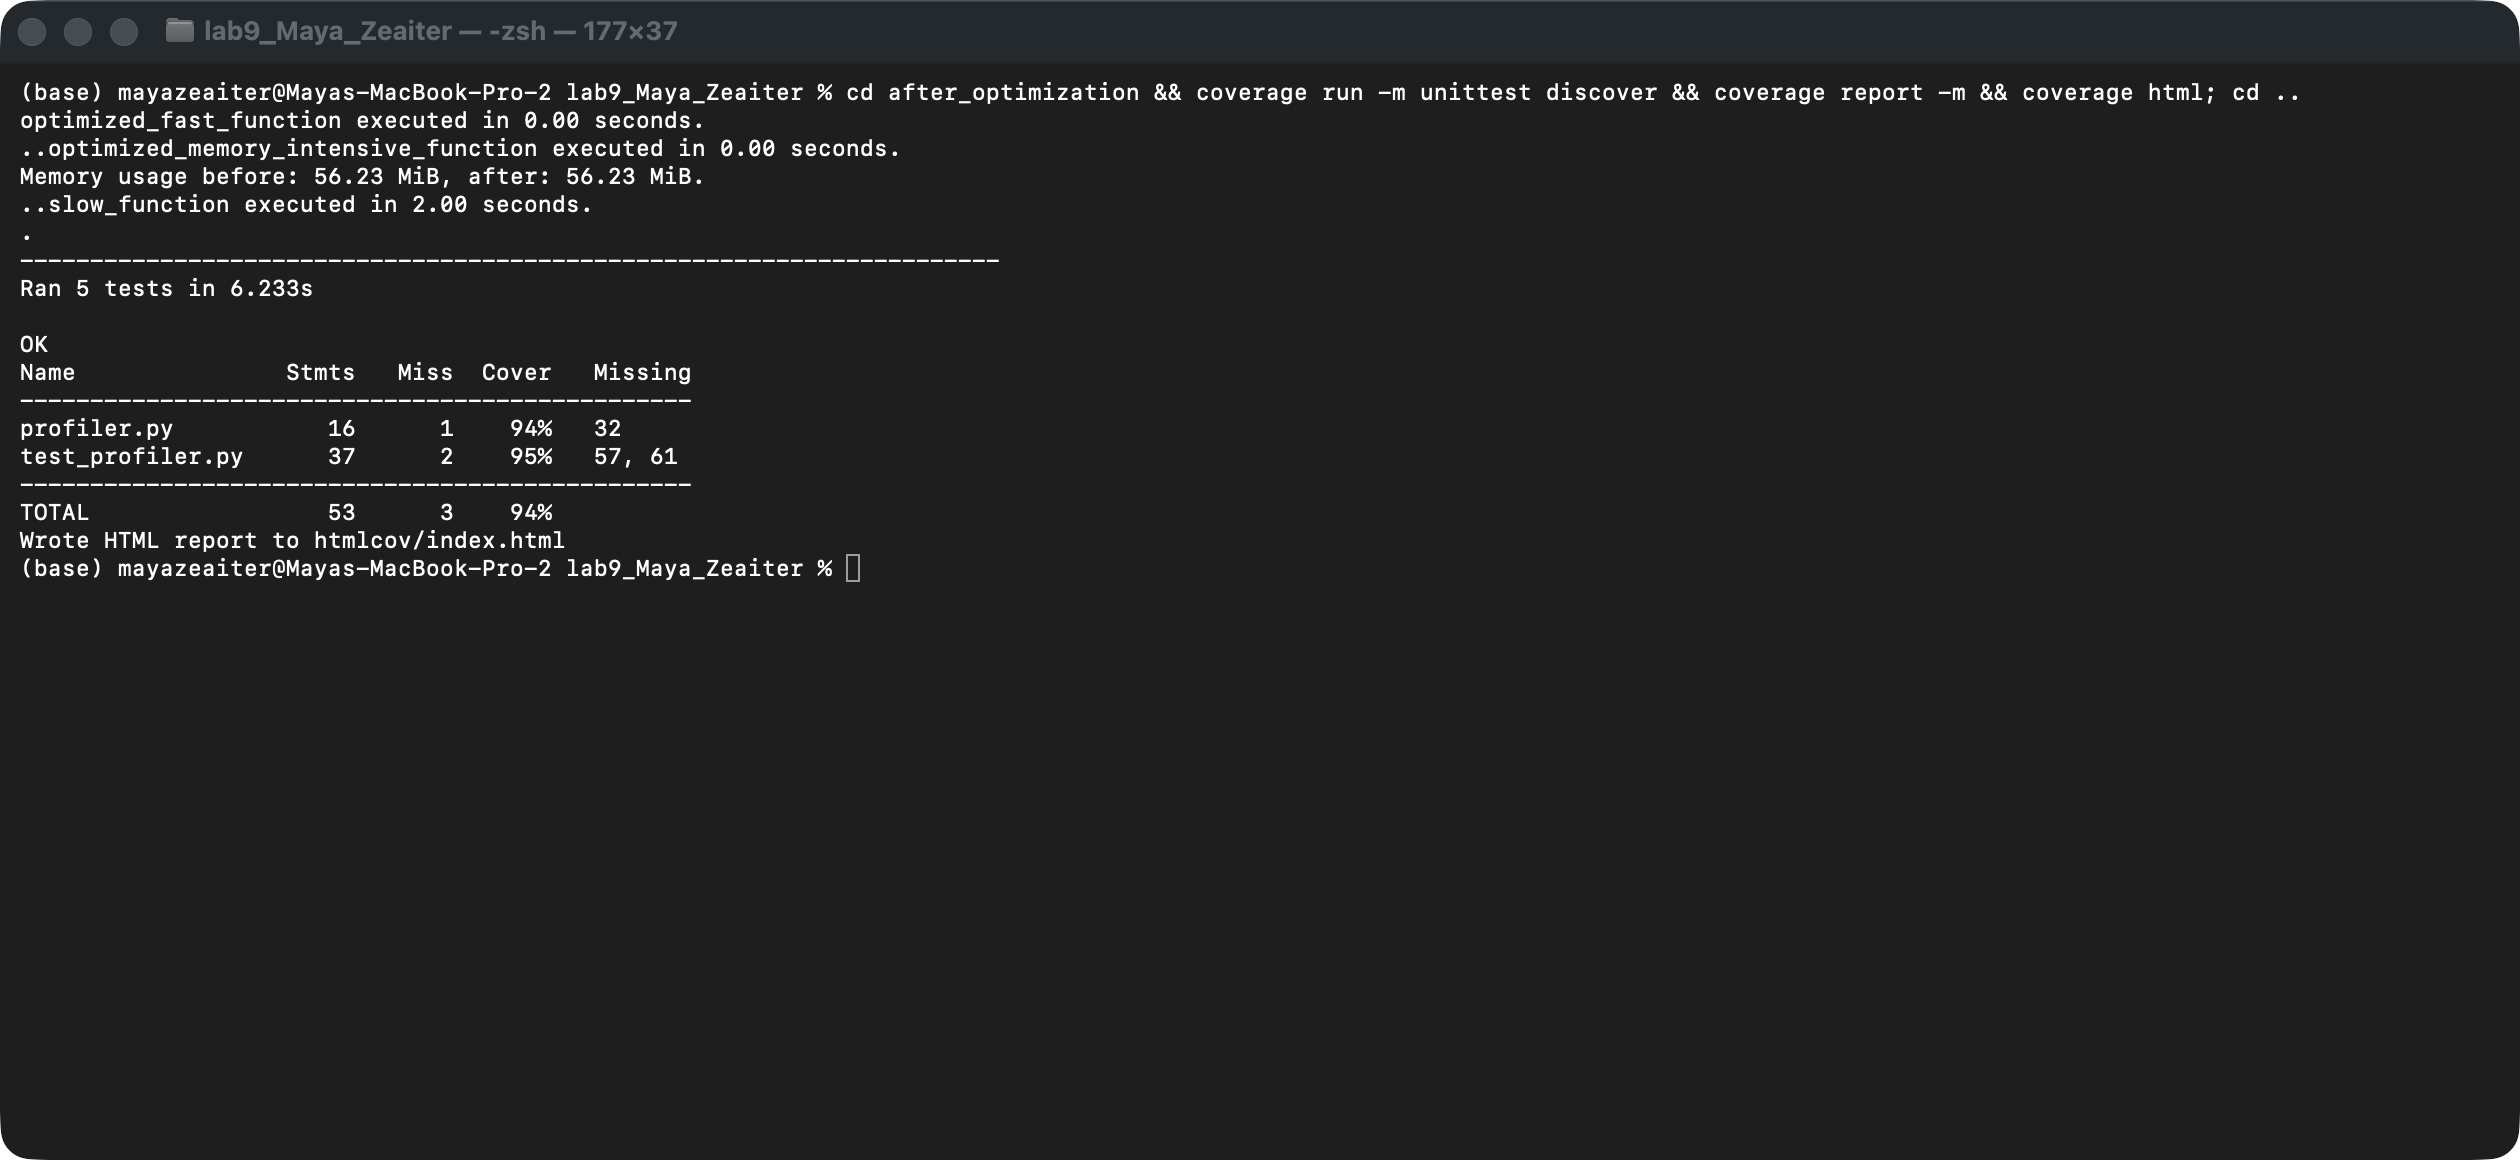 lab9_Maya_Zeaiter — -zsh — 177×37
(base) mayazeaiter@Mayas-MacBook-Pro-2 lab9_Maya_Zeaiter % cd after_optimization && coverage run -m unittest discover && coverage report -m && coverage html; cd ..
optimized_fast_function executed in 0.00 seconds.
..optimized_memory_intensive_function executed in 0.00 seconds.
Memory usage before: 56.23 MiB, after: 56.23 MiB.
..slow_function executed in 2.00 seconds.
.
----------------------------------------------------------------------
Ran 5 tests in 6.233s

OK
Name               Stmts   Miss  Cover   Missing
------------------------------------------------
profiler.py           16      1    94%   32
test_profiler.py      37      2    95%   57, 61
------------------------------------------------
TOTAL                 53      3    94%
Wrote HTML report to htmlcov/index.html
(base) mayazeaiter@Mayas-MacBook-Pro-2 lab9_Maya_Zeaiter %